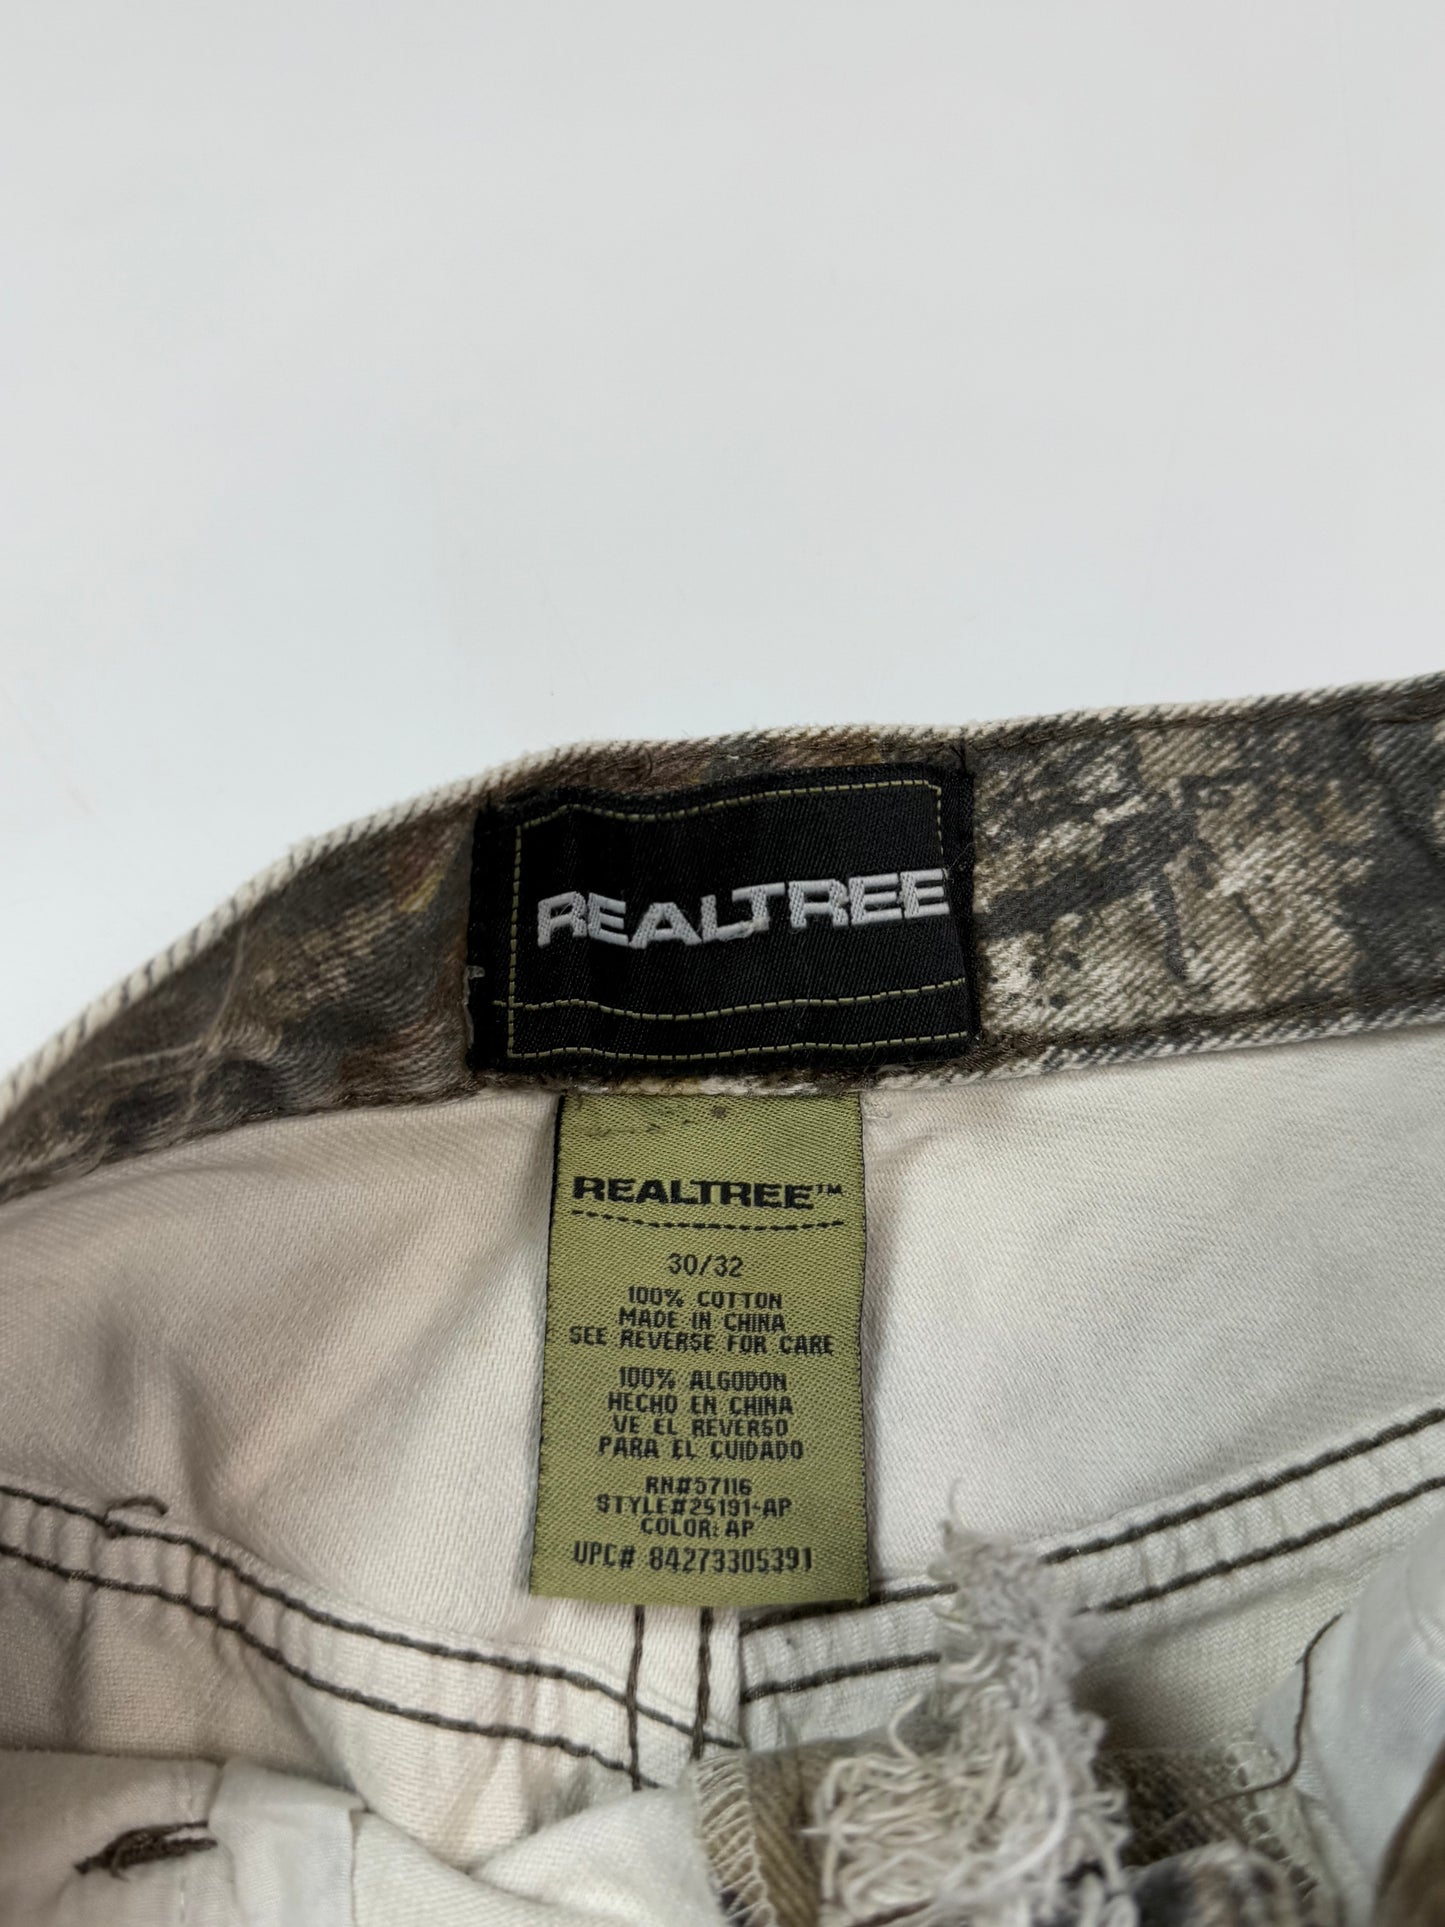 REALTREE
REALTREE™
30/32
100% COTTON
MADE IN CHINA
SEE REVERSE FOR CARE
100% ALGODON
HECHO EN CHINA
VE EL REVERSO
PARA EL CUIDADO
RN#57116
STYLE#25191-AP
COLOR: AP
UPC# 84273305391